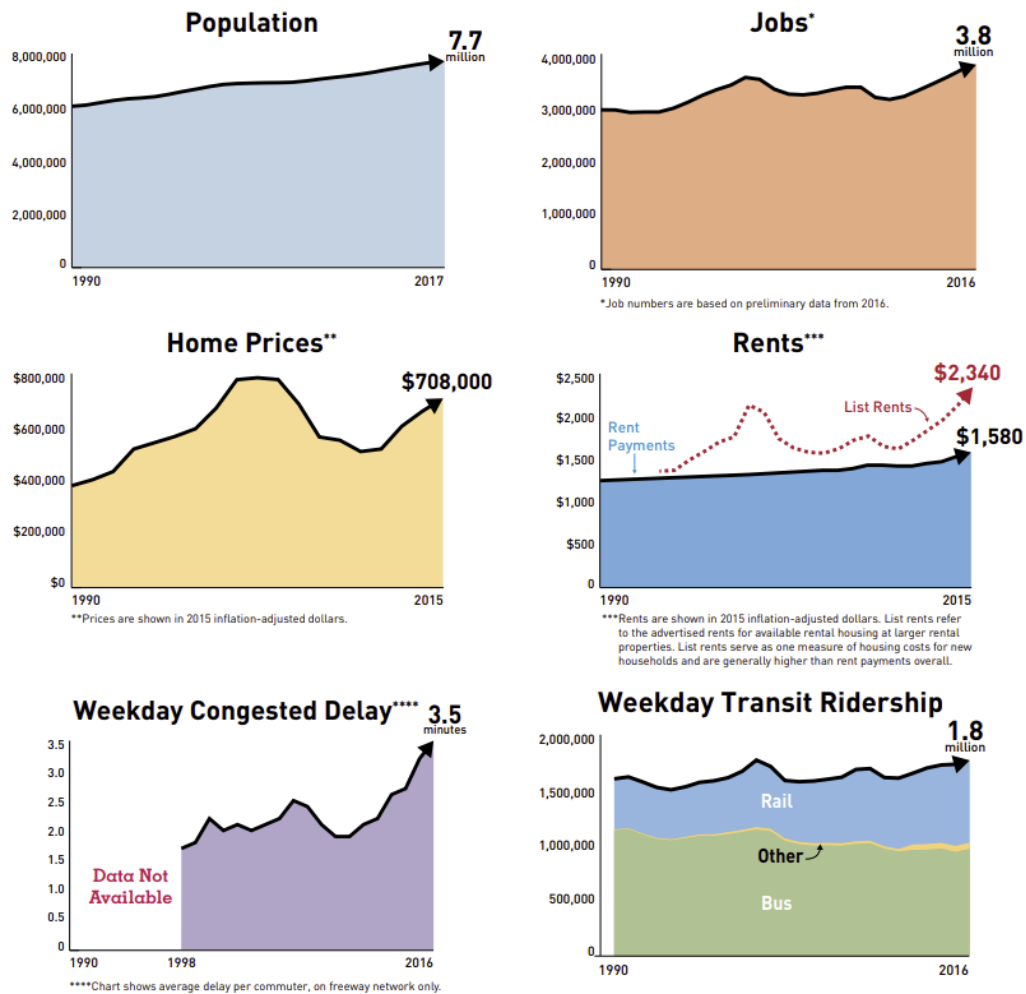 Population
7.7
million
8,000,000
6,000,000
4,000,000
2,000,000
0
1990
2017
Jobs*
3.8
million
4,000,000
3,000,000
2,000,000
1,000,000
0
1990
2016
*Job numbers are based on preliminary data from 2016.
Home Prices**
$708,000
$800,000
$600,000
$400,000
$200,000
$0
1990
2015
**Prices are shown in 2015 inflation-adjusted dollars.
Rents***
$2,340
List Rents
$1,580
Rent
Payments
$2,500
$2,000
$1,500
$1,000
$500
0
1990
2015
***Rents are shown in 2015 inflation-adjusted dollars. List rents refer
to the advertised rents for available rental housing at larger rental
properties. List rents serve as one measure of housing costs for new
households and are generally higher than rent payments overall.
Weekday Congested Delay****
3.5
minutes
3.5
3.0
2.5
2.0
1.5
1.0
0.5
0
Data Not
Available
1990
1998
2016
****Chart shows average delay per commuter, on freeway network only.
Weekday Transit Ridership
1.8
million
2,000,000
1,500,000
1,000,000
500,000
0
Rail
Other
Bus
1990
2016